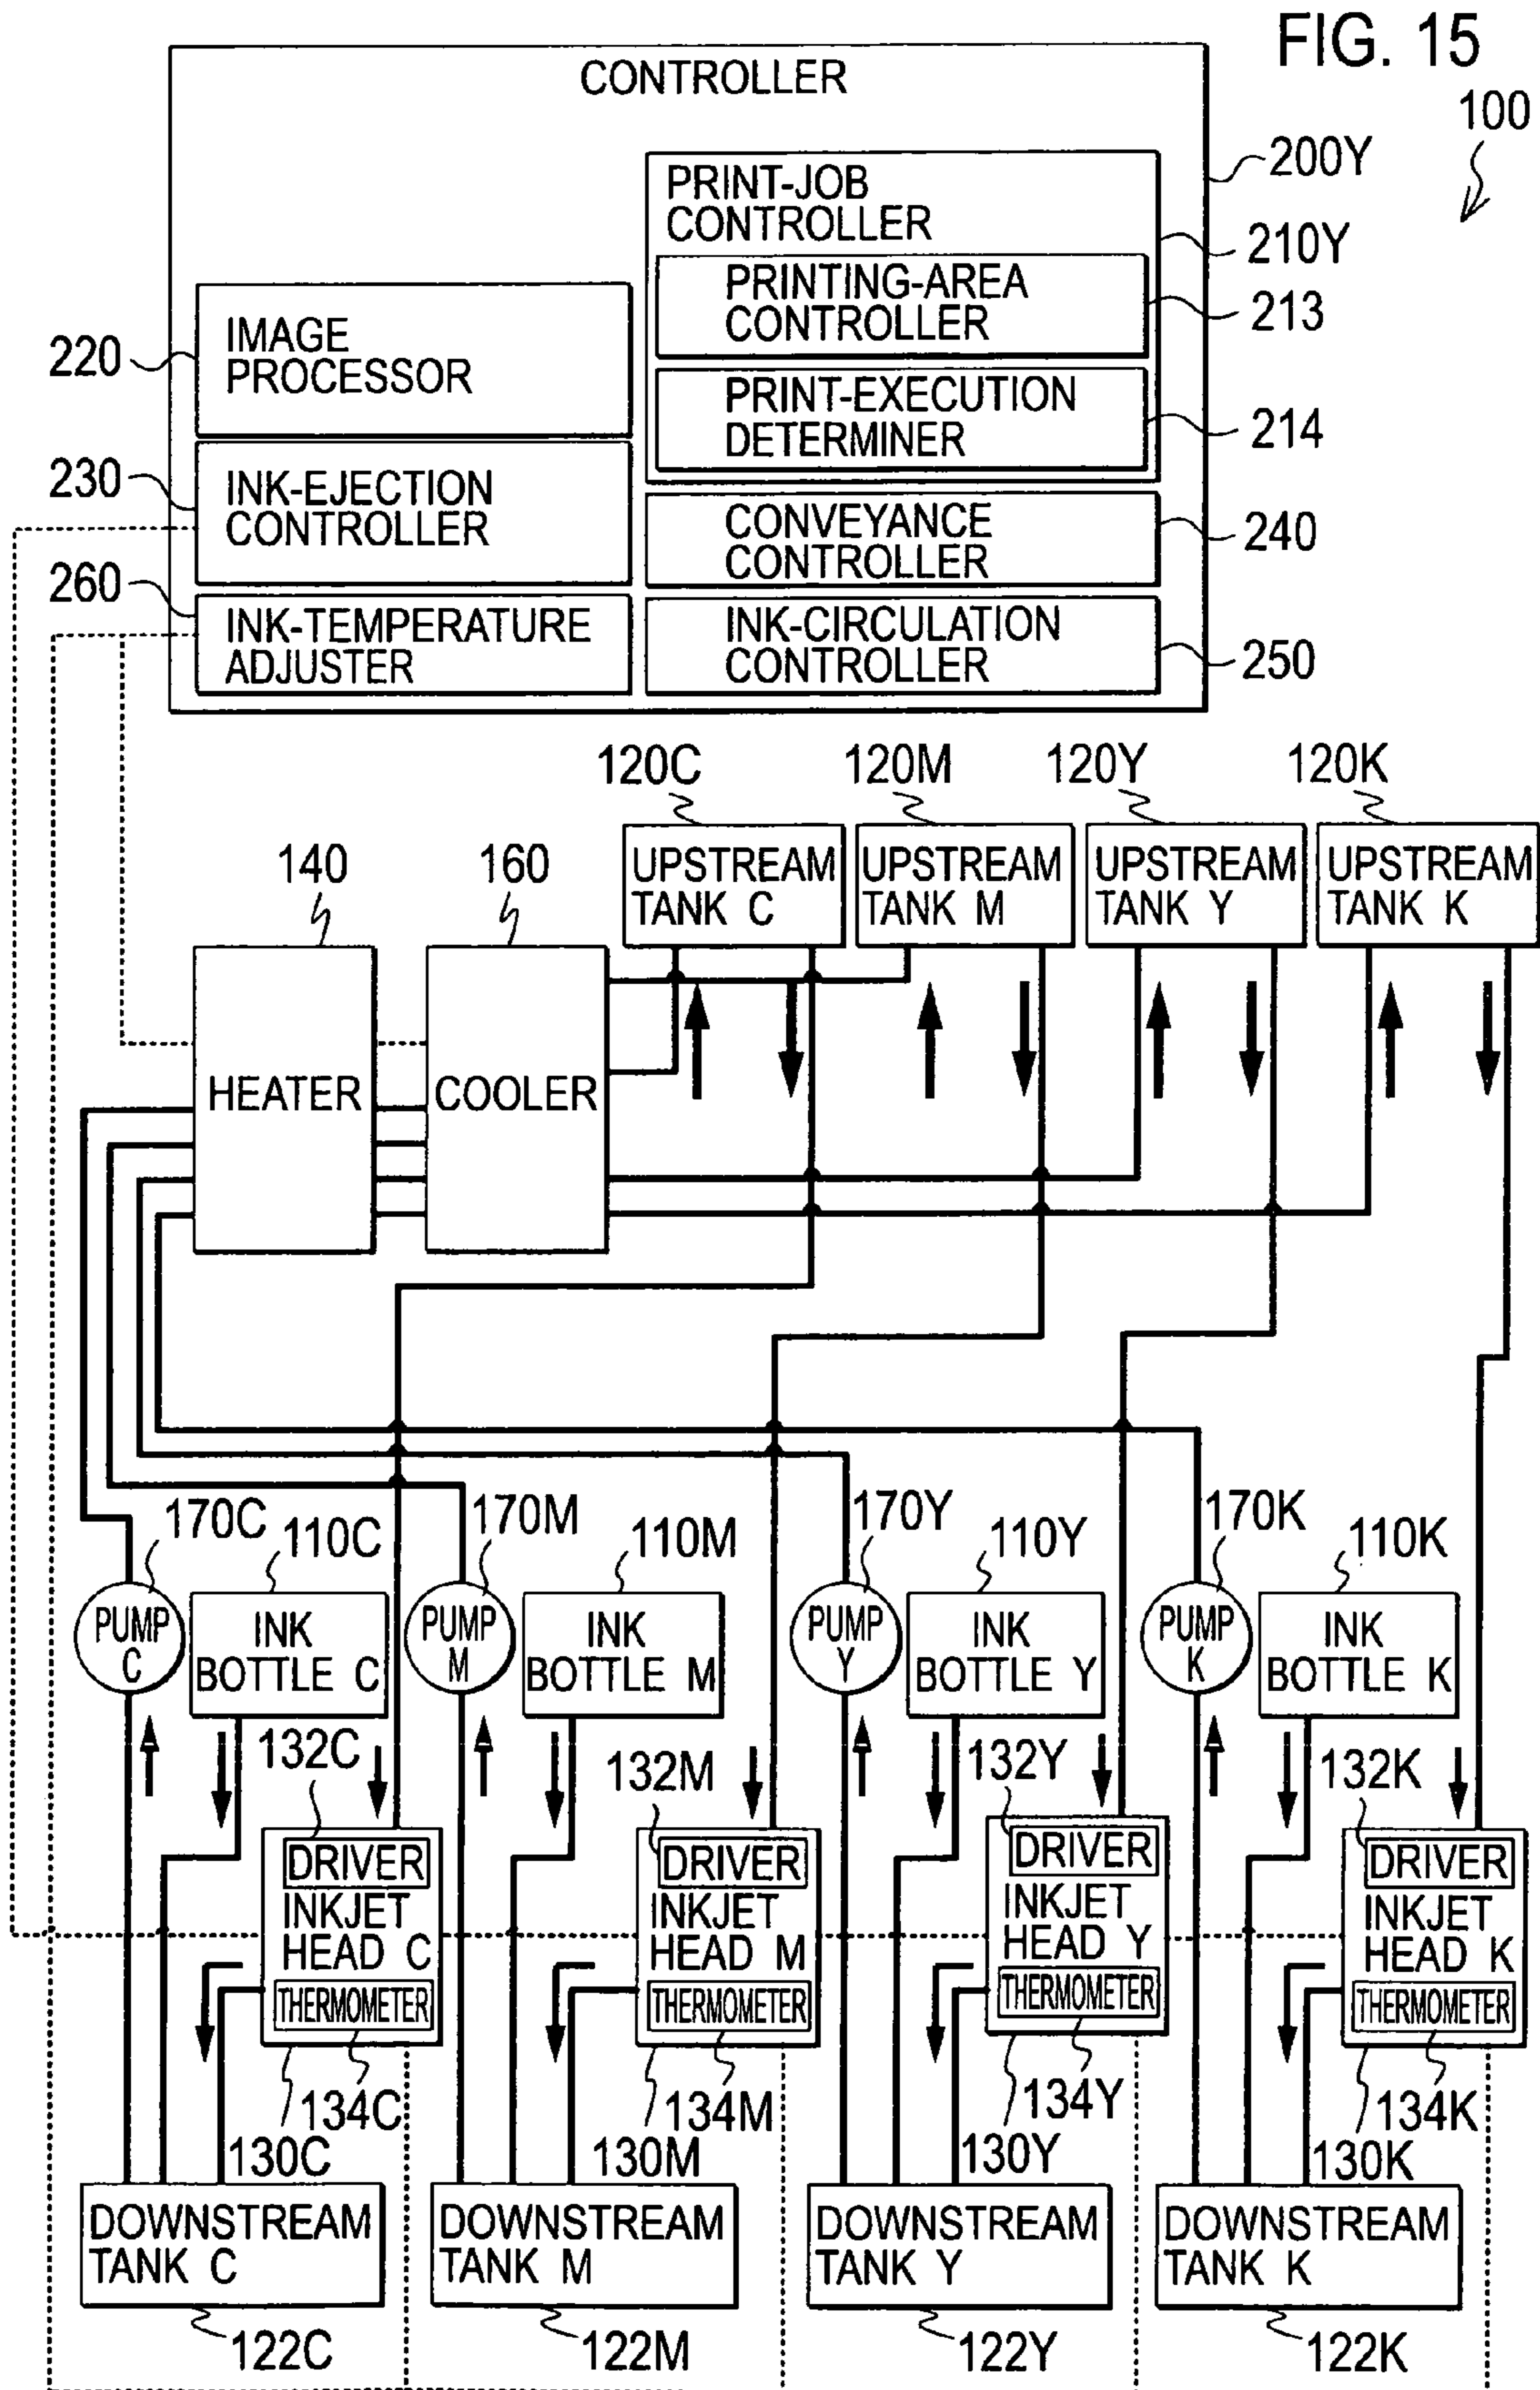 FIG. 15
100
CONTROLLER
200Y
PRINT-JOB
CONTROLLER
210Y
PRINTING-AREA
CONTROLLER
213
220
IMAGE
PROCESSOR
PRINT-EXECUTION
DETERMINER
214
230
INK-EJECTION
CONTROLLER
CONVEYANCE
CONTROLLER
240
260
INK-TEMPERATURE
ADJUSTER
INK-CIRCULATION
CONTROLLER
250
120C
120M
120Y
120K
140
160
UPSTREAM
TANK C
UPSTREAM
TANK M
UPSTREAM
TANK Y
UPSTREAM
TANK K
HEATER
COOLER
170C
110C
170M
110M
170Y
110Y
170K
110K
PUMP
C
INK
BOTTLE C
PUMP
M
INK
BOTTLE M
PUMP
Y
INK
BOTTLE Y
PUMP
K
INK
BOTTLE K
132C
132M
132Y
132K
DRIVER
INKJET
HEAD C
THERMOMETER
DRIVER
INKJET
HEAD M
THERMOMETER
DRIVER
INKJET
HEAD Y
THERMOMETER
DRIVER
INKJET
HEAD K
THERMOMETER
134C
134M
134Y
134K
130C
130M
130Y
130K
DOWNSTREAM
TANK C
DOWNSTREAM
TANK M
DOWNSTREAM
TANK Y
DOWNSTREAM
TANK K
122C
122M
122Y
122K